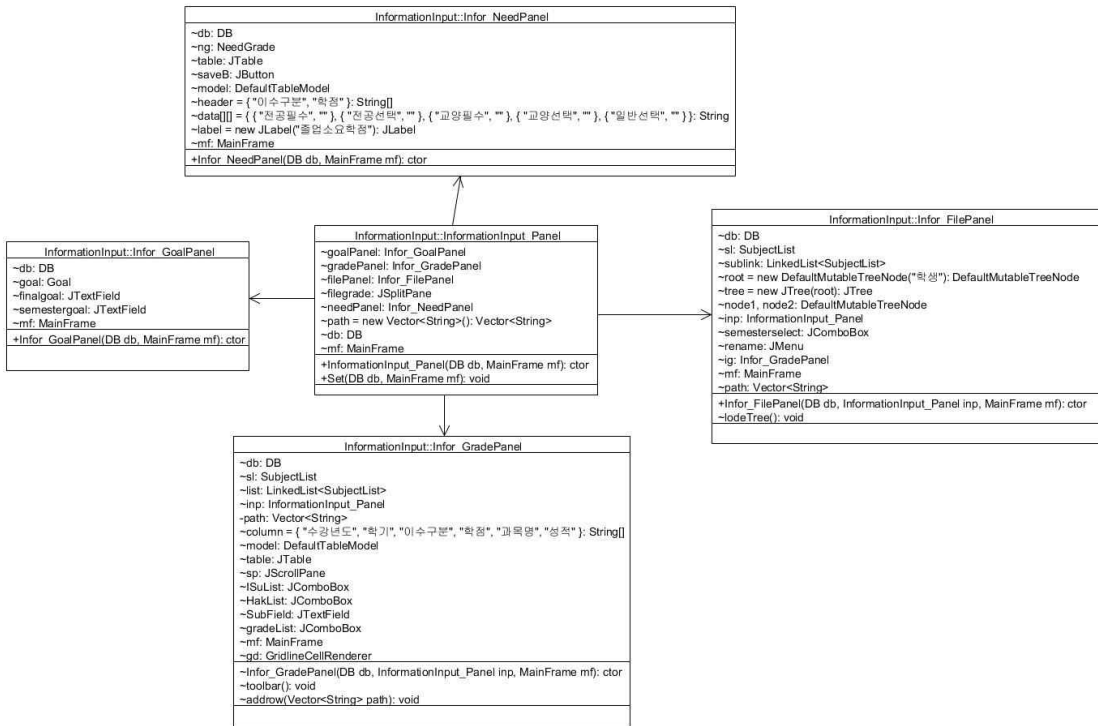 InformationInput::Infor_NeedPanel
~db: DB
~ng: NeedGrade
~table: JTable
~saveB: JButton
~model: DefaultTableModel
~header = { "이수구분", "학점" }: String[]
~data[][] = { { "전공필수", "" }, { "전공선택", "" }, { "교양필수", "" }, { "교양선택", "" }, { "일반선택", "" } }: String
~label = new JLabel("졸업소요학점"): JLabel
~mf: MainFrame
+Infor_NeedPanel(DB db, MainFrame mf): ctor
InformationInput::Infor_GoalPanel
~db: DB
~goal: Goal
~finalgoal: JTextField
~semestergoal: JTextField
~mf: MainFrame
+Infor_GoalPanel(DB db, MainFrame mf): ctor
InformationInput::InformationInput_Panel
~goalPanel: Infor_GoalPanel
~gradePanel: Infor_GradePanel
~filePanel: Infor_FilePanel
~filegrade: JSplitPane
~needPanel: Infor_NeedPanel
~path = new Vector<String>(): Vector<String>
~db: DB
~mf: MainFrame
+InformationInput_Panel(DB db, MainFrame mf): ctor
+Set(DB db, MainFrame mf): void
InformationInput::Infor_FilePanel
~db: DB
~sl: SubjectList
~sublink: LinkedList<SubjectList>
~root = new DefaultMutableTreeNode("학생"): DefaultMutableTreeNode
~tree = new JTree(root): JTree
~node1, node2: DefaultMutableTreeNode
~inp: InformationInput_Panel
~semesterselect: JComboBox
~rename: JMenu
~ig: Infor_GradePanel
~mf: MainFrame
~path: Vector<String>
+Infor_FilePanel(DB db, InformationInput_Panel inp, MainFrame mf): ctor
~lodeTree(): void
InformationInput::Infor_GradePanel
~db: DB
~sl: SubjectList
~list: LinkedList<SubjectList>
~inp: InformationInput_Panel
-path: Vector<String>
~column = { "수강년도", "학기", "이수구분", "학점", "과목명", "성적" }: String[]
~model: DefaultTableModel
~table: JTable
~sp: JScrollPane
~ISuList: JComboBox
~HakList: JComboBox
~SubField: JTextField
~gradeList: JComboBox
~mf: MainFrame
~gd: GridlineCellRenderer
~Infor_GradePanel(DB db, InformationInput_Panel inp, MainFrame mf): ctor
~toolbar(): void
~addrow(Vector<String> path): void